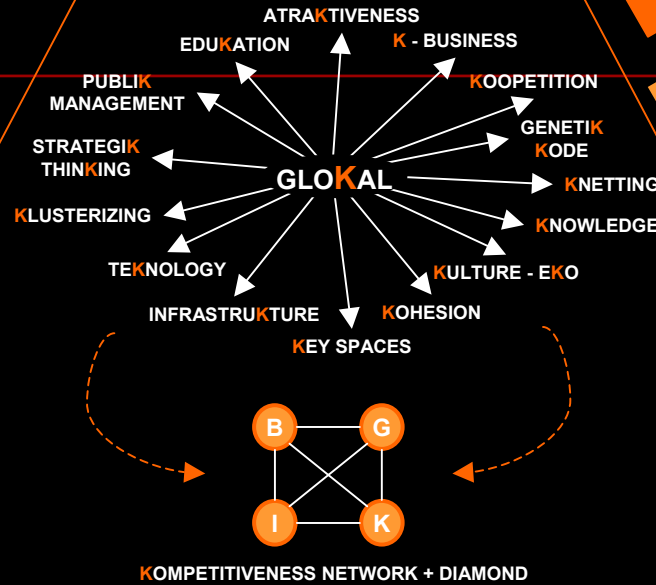 ATRAKTIVENESS
EDUKATION
K - BUSINESS
PUBLIK
MANAGEMENT
KOOPETITION
GENETIK
KODE
STRATEGIK
THINKING
GLOKAL
KNETTING
KLUSTERIZING
KNOWLEDGE
TEKNOLOGY
KULTURE - EKO
INFRASTRUKTURE
KOHESION
KEY SPACES
B
G
I
K
KOMPETITIVENESS NETWORK + DIAMOND